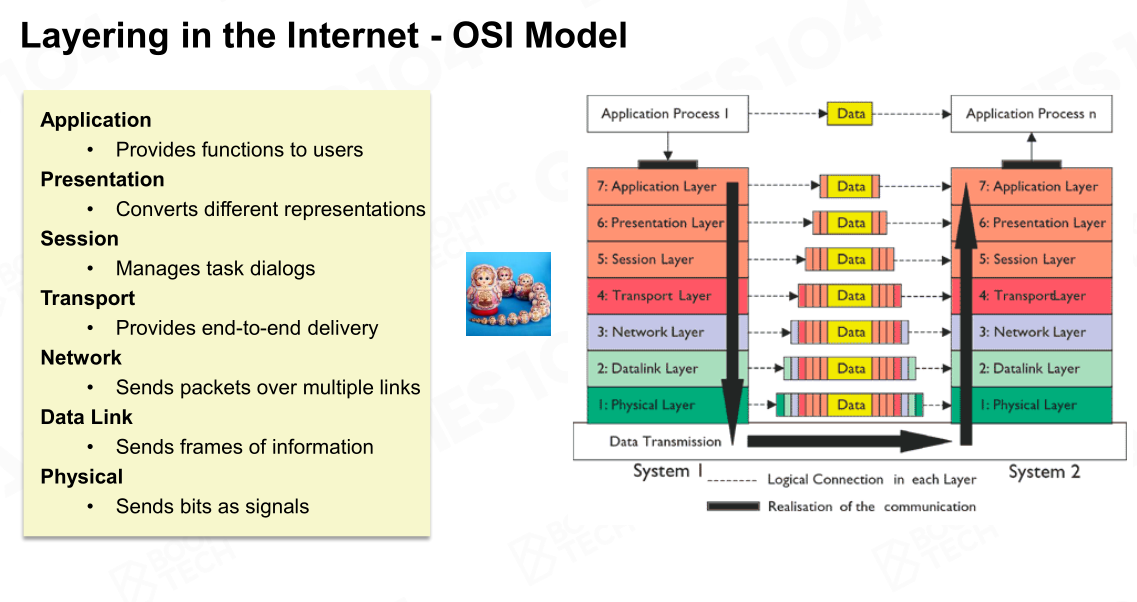 Layering in the Internet - OSI Model
Application
• Provides functions to users
Presentation
• Converts different representations
Session
• Manages task dialogs
Transport
• Provides end-to-end delivery
Network
• Sends packets over multiple links
Data Link
• Sends frames of information
Physical
• Sends bits as signals
Application Process 1 Data Application Process n
7: Application Layer Data 7: Application Layer
6: Presentation Layer Data 6: Presentation Layer
5: Session Layer Data 5: Session Layer
4: Transport Layer Data 4: TransportLayer
3: Network Layer Data 3: Network Layer
2: Datalink Layer Data 2: Datalink Layer
1: Physical Layer Data 1: Physical Layer
Data Transmission
System 1 System 2
Logical Connection in each Layer
Realisation of the communication